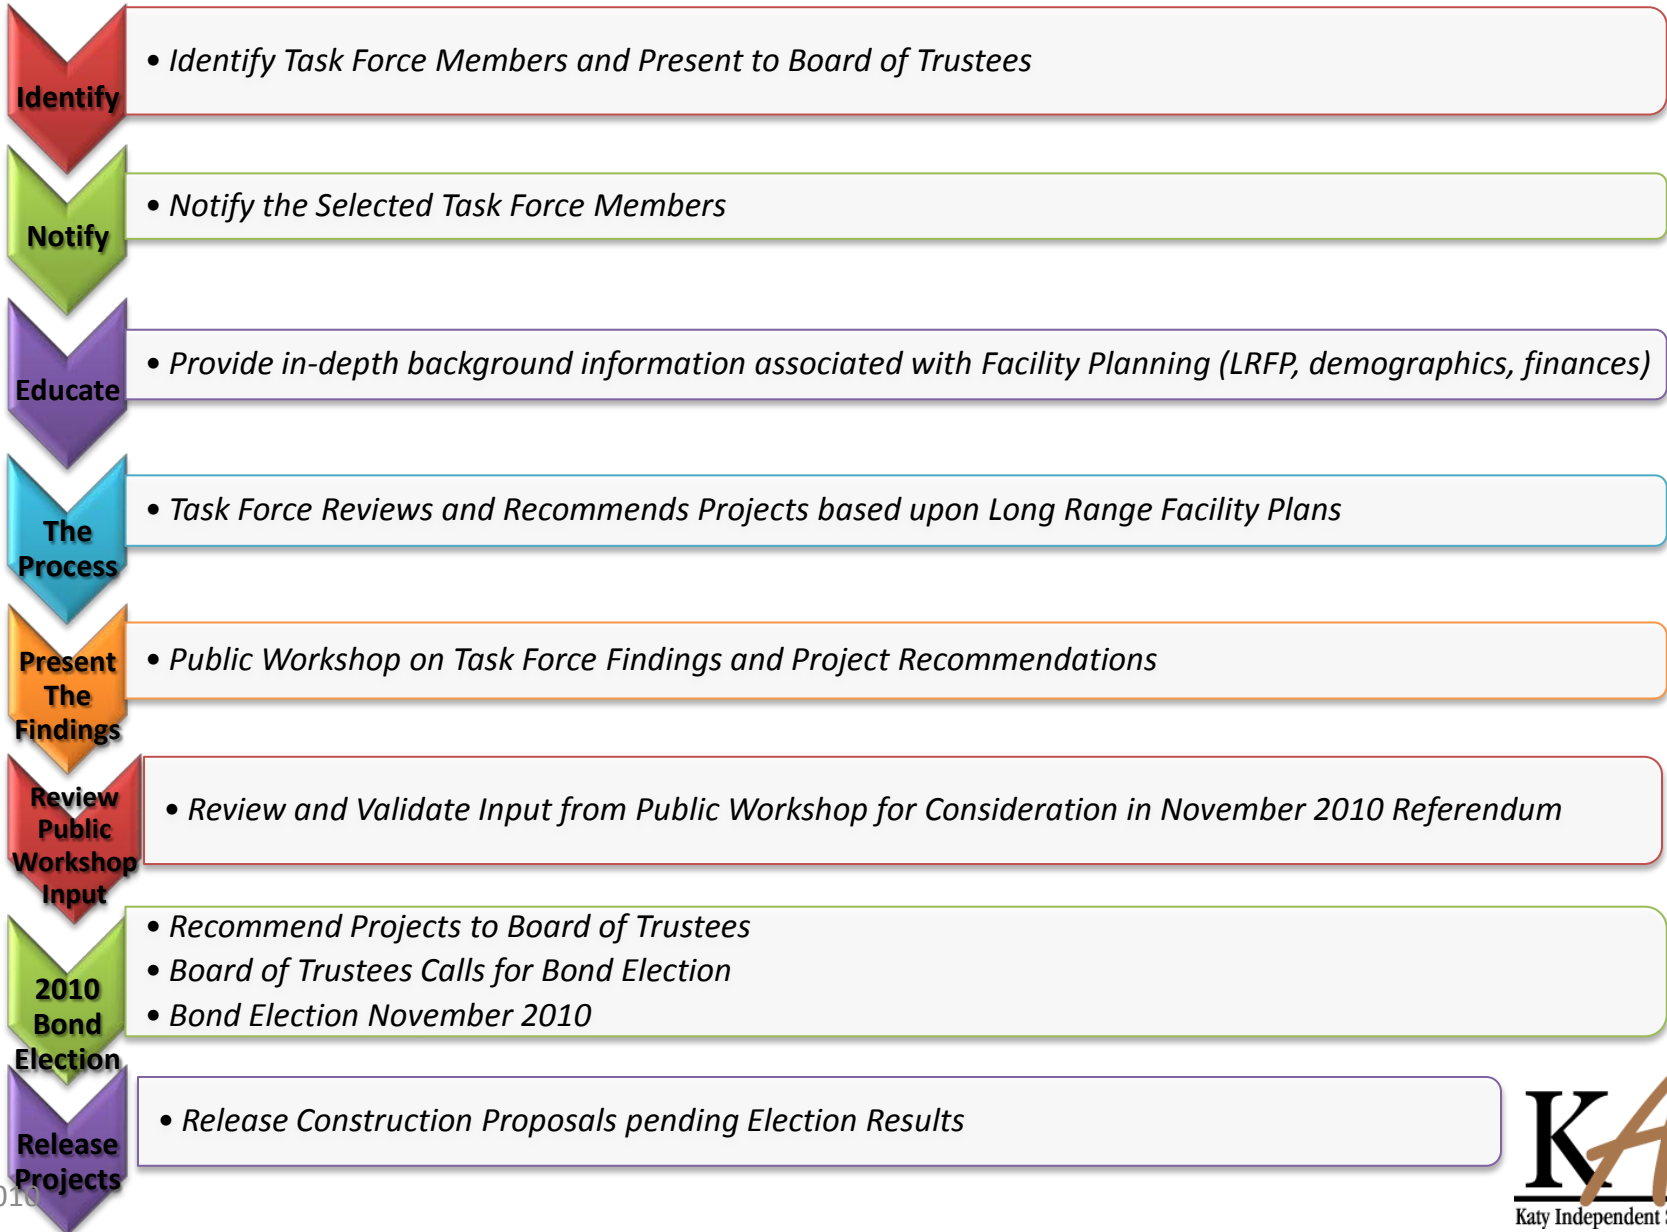 Identify
• Identify Task Force Members and Present to Board of Trustees
Notify
• Notify the Selected Task Force Members
Educate
• Provide in-depth background information associated with Facility Planning (LRFP, demographics, finances)
The
Process
• Task Force Reviews and Recommends Projects based upon Long Range Facility Plans
Present
The
Findings
• Public Workshop on Task Force Findings and Project Recommendations
Review
Public
Workshop
Input
• Review and Validate Input from Public Workshop for Consideration in November 2010 Referendum
2010
Bond
Election
• Recommend Projects to Board of Trustees
• Board of Trustees Calls for Bond Election
• Bond Election November 2010
Release
Projects
• Release Construction Proposals pending Election Results
KA
Katy Independent